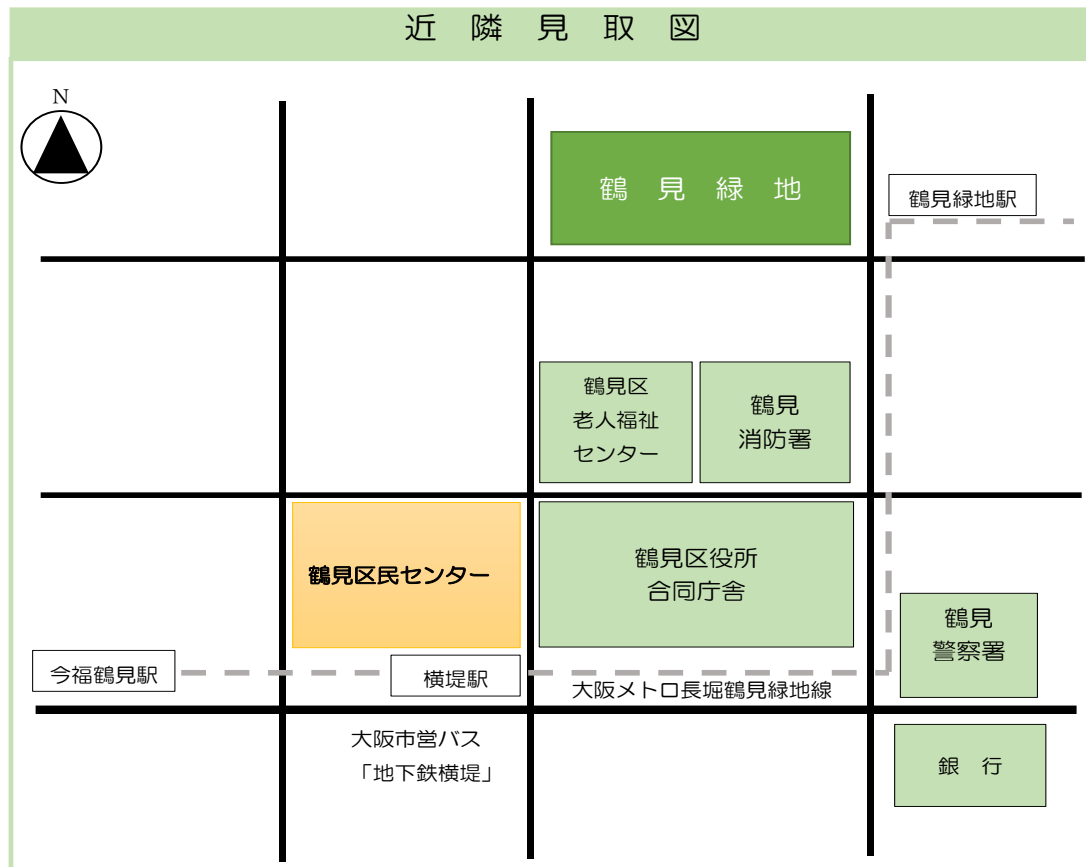 近隣見取図
N
鶴見緑地
鶴見緑地駅
鶴見区
老人福祉
センター
鶴見
消防署
鶴見区民センター
鶴見区役所
合同庁舎
鶴見
警察署
今福鶴見駅
横堤駅
大阪メトロ長堀鶴見緑地線
大阪市営バス
「地下鉄横堤」
銀行